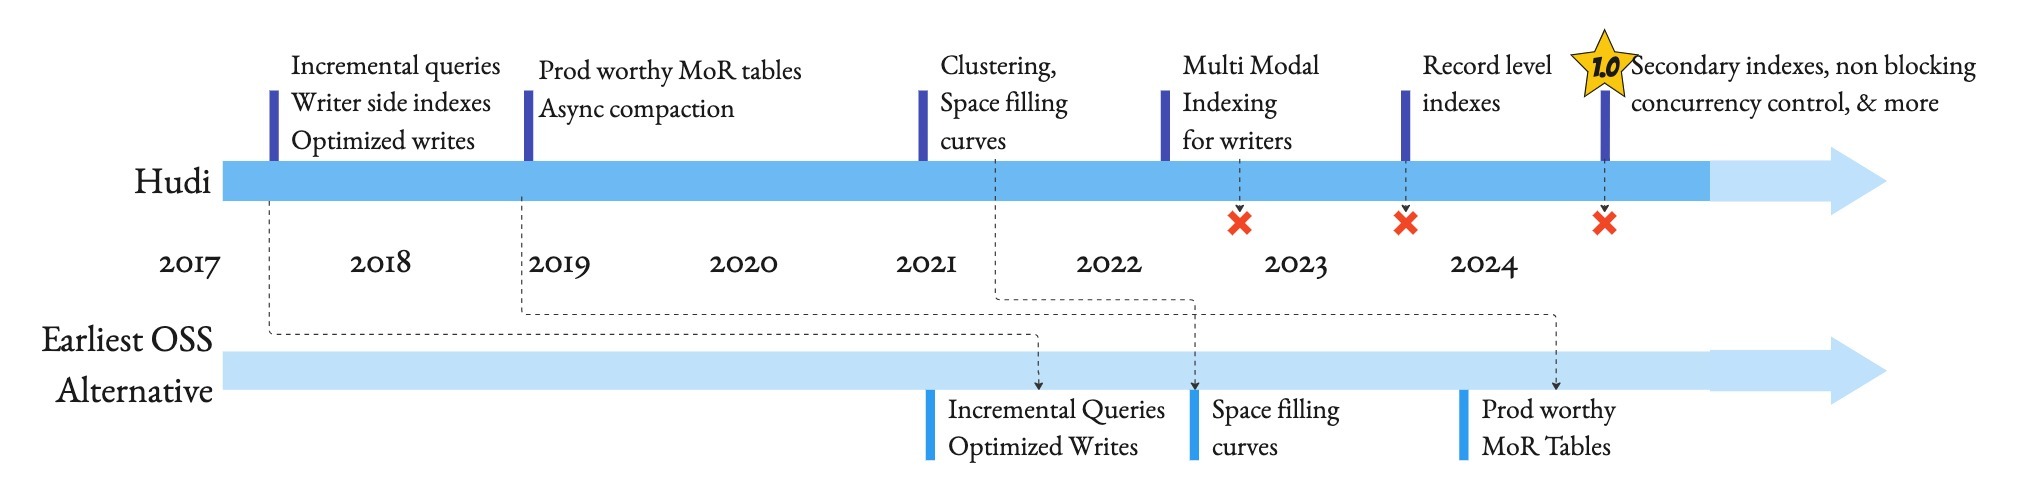 Incremental queries
Writer side indexes
Optimized writes
Prod worthy MoR tables
Async compaction
Clustering,
Space filling
curves
Multi Modal
Indexing
for writers
Record level
indexes
1.0
Secondary indexes, non blocking
concurrency control, & more
Hudi
2017 2018 2019 2020 2021 2022 2023 2024
Earliest OSS
Alternative
Incremental Queries
Optimized Writes
Space filling
curves
Prod worthy
MoR Tables